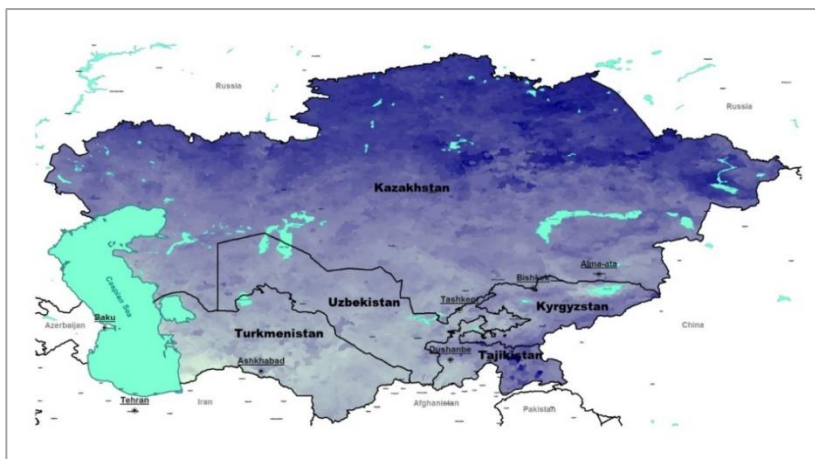 Russia
Russia
Kazakhstan
Caspian Sea
Alma-ata
Bishkek
Tashkent
Uzbekistan
Kyrgyzstan
Azerbaijan
Baku
Turkmenistan
China
Dushanbe
Tajikistan
Ashkhabad
Tehran
Iran
Afghanistan
Pakistan